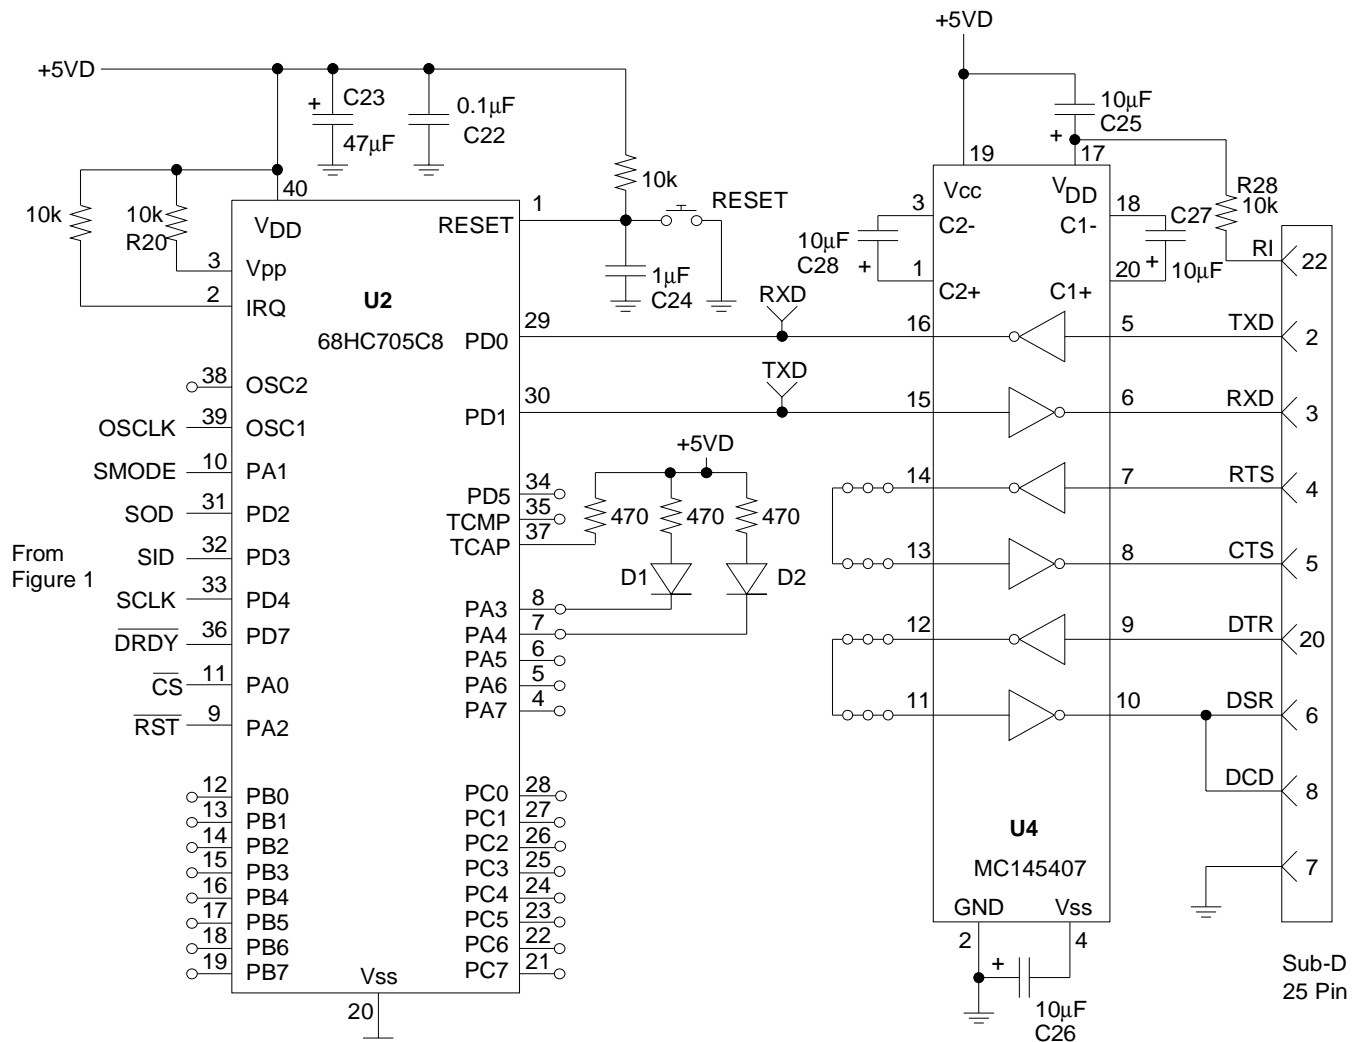 +5VD
+5VD
+ C23
47µF
0.1µF
C22
10µF
+ C25
10k
10k
R20
40
10k
1
RESET
19
17
R28
10k
VDD
RESET
3
Vcc
VDD
18
C27
C2-
C1-
10µF
C28
+
1
20
+
10µF
C2+
C1+
RI
22
3
Vpp
2
IRQ
U2
68HC705C8
1µF
C24
RXD
29
PD0
16
5
TXD
2
38
OSC2
TXD
30
PD1
15
6
RXD
3
OSCLK
39
OSC1
+5VD
SMODE
10
PA1
34
PD5
35
TCMP
37
TCAP
470
470
470
14
7
RTS
4
SOD
31
PD2
From
Figure 1
SID
32
PD3
13
8
CTS
5
SCLK
33
PD4
D1
D2
8
PA3
7
PA4
12
9
DTR
20
DRDY
36
PD7
6
PA5
CS
11
PA0
5
PA6
4
PA7
11
10
DSR
6
RST
9
PA2
DCD
8
12
PB0
PC0
28
13
PB1
PC1
27
14
PB2
PC2
26
15
PB3
PC3
25
16
PB4
PC4
24
17
PB5
PC5
23
18
PB6
PC6
22
19
PB7
PC7
21
Vss
20
U4
MC145407
7
GND
Vss
2
4
+
10µF
C26
Sub-D
25 Pin